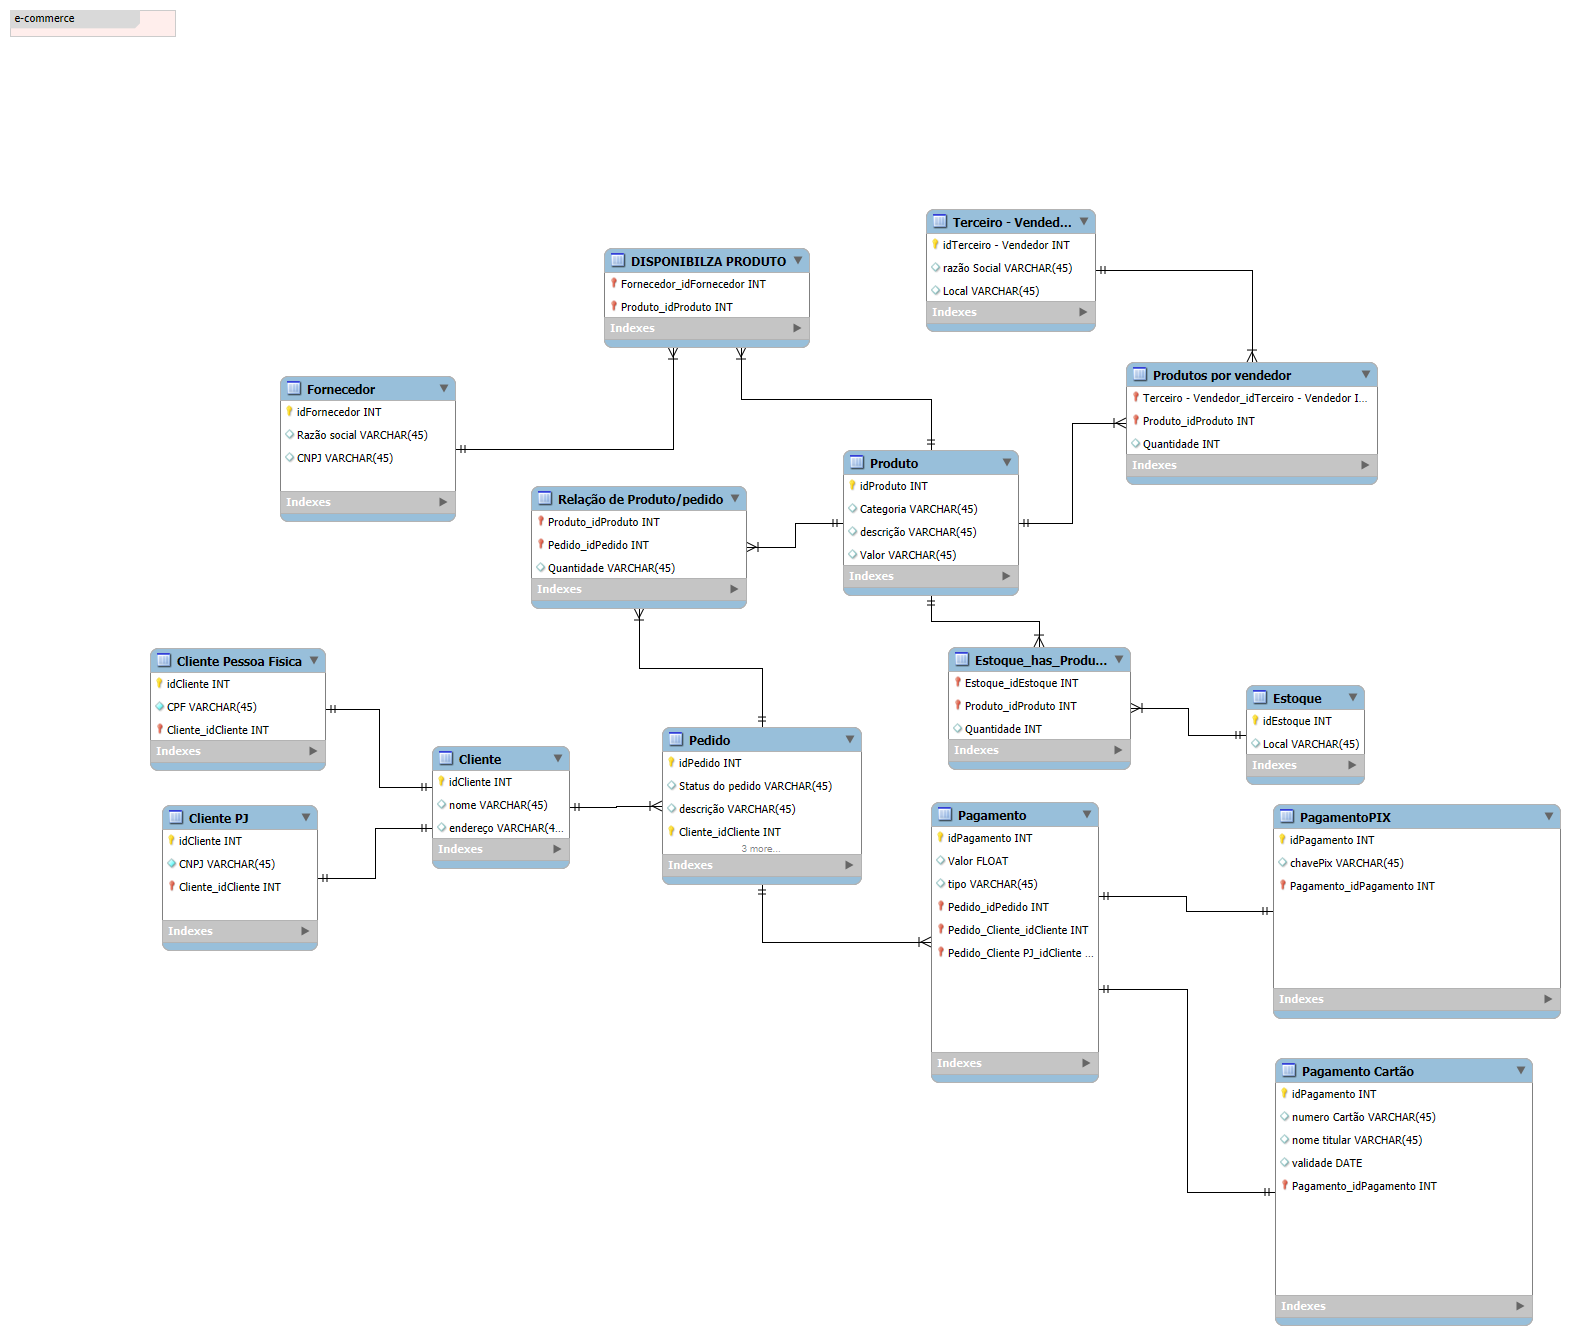 e-commerce
Terceiro - Vended...
idTerceiro - Vendedor INT
razão Social VARCHAR(45)
Local VARCHAR(45)
Indexes
DISPONIBILZA PRODUTO
Fornecedor_idFornecedor INT
Produto_idProduto INT
Indexes
Produtos por vendedor
Terceiro - Vendedor_idTerceiro - Vendedor I...
Produto_idProduto INT
Quantidade INT
Indexes
Fornecedor
idFornecedor INT
Razão social VARCHAR(45)
CNPJ VARCHAR(45)
Indexes
Produto
idProduto INT
Categoria VARCHAR(45)
descrição VARCHAR(45)
Valor VARCHAR(45)
Indexes
Relação de Produto/pedido
Produto_idProduto INT
Pedido_idPedido INT
Quantidade VARCHAR(45)
Indexes
Cliente Pessoa Fisica
idCliente INT
CPF VARCHAR(45)
Cliente_idCliente INT
Indexes
Estoque_has_Produ...
Estoque_idEstoque INT
Produto_idProduto INT
Quantidade INT
Indexes
Estoque
idEstoque INT
Local VARCHAR(45)
Indexes
Pedido
idPedido INT
Status do pedido VARCHAR(45)
descrição VARCHAR(45)
Cliente_idCliente INT
3 more...
Indexes
Cliente
idCliente INT
nome VARCHAR(45)
endereço VARCHAR(4...
Indexes
Cliente PJ
idCliente INT
CNPJ VARCHAR(45)
Cliente_idCliente INT
Indexes
Pagamento
idPagamento INT
Valor FLOAT
tipo VARCHAR(45)
Pedido_idPedido INT
Pedido_Cliente_idCliente INT
Pedido_Cliente PJ_idCliente ...
Indexes
PagamentoPIX
idPagamento INT
chavePix VARCHAR(45)
Pagamento_idPagamento INT
Indexes
Pagamento Cartão
idPagamento INT
numero Cartão VARCHAR(45)
nome titular VARCHAR(45)
validade DATE
Pagamento_idPagamento INT
Indexes